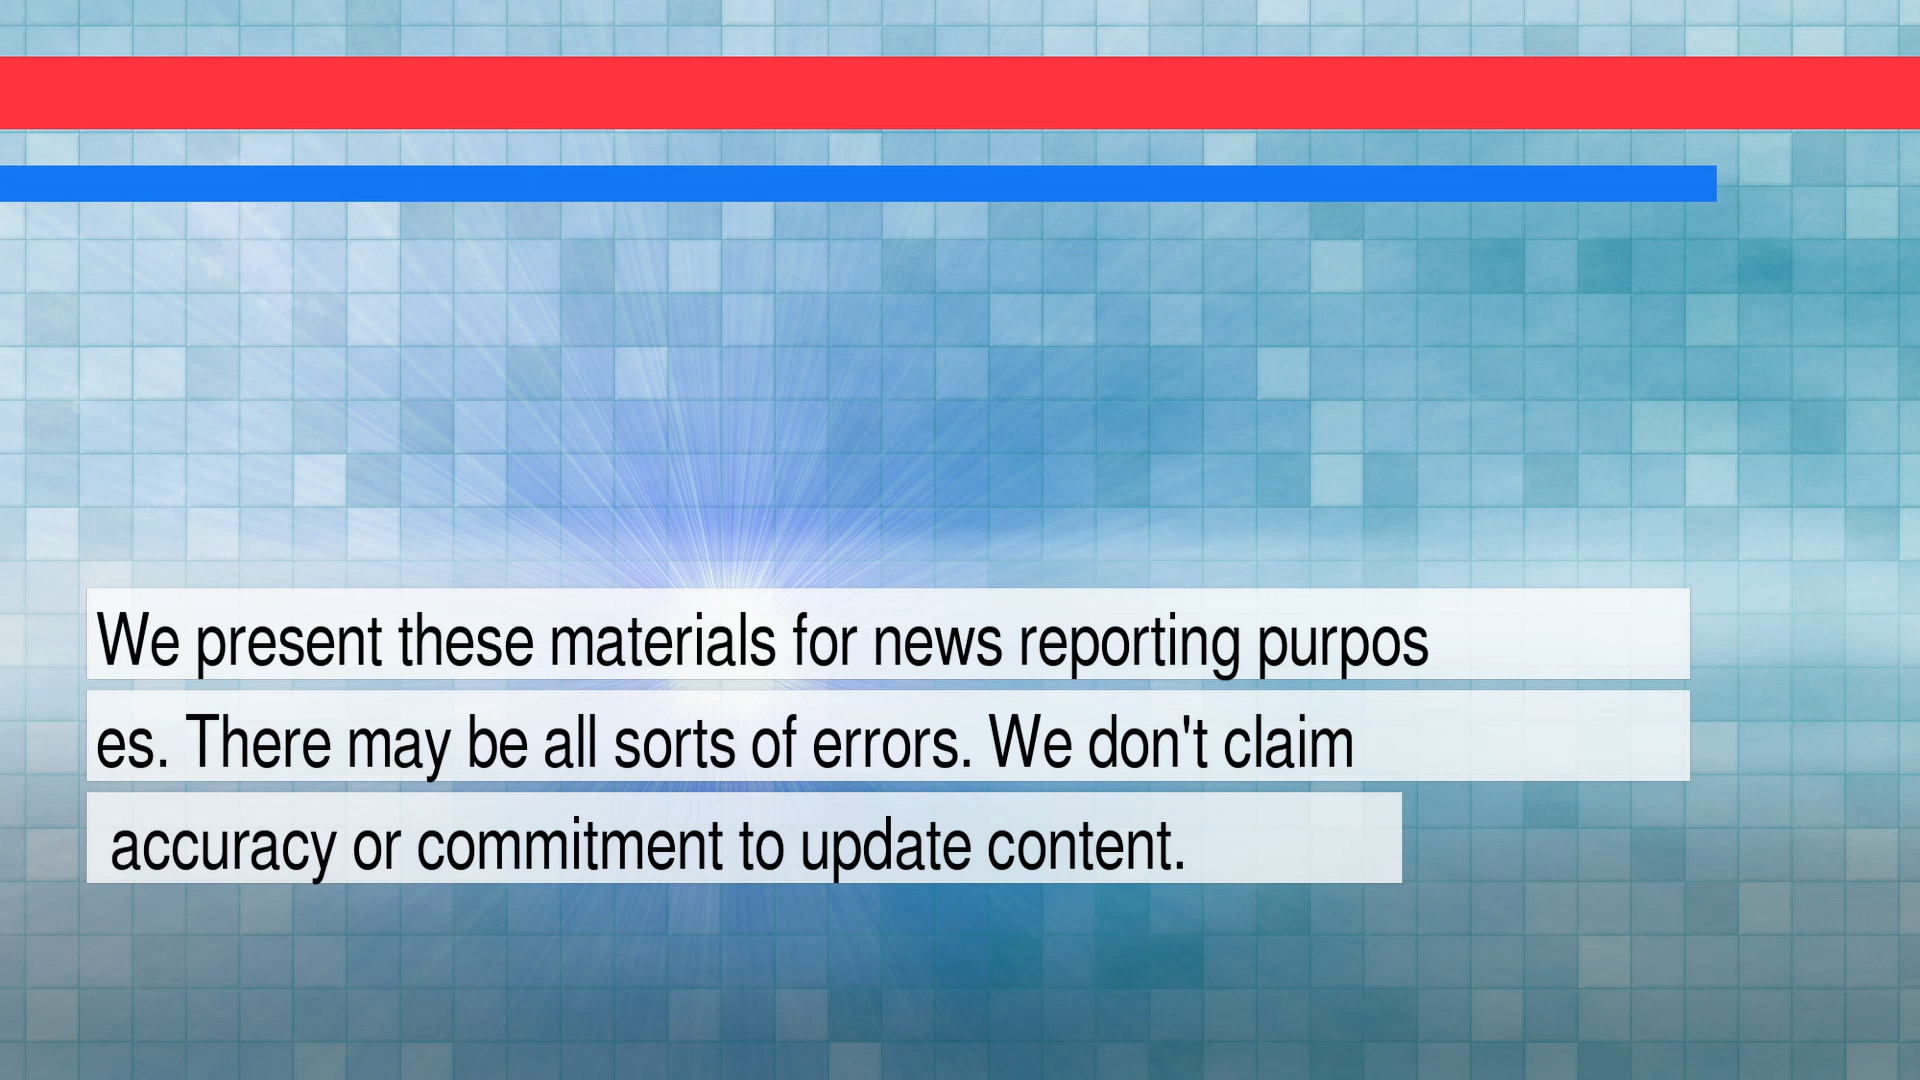 We present these materials for news reporting purpos
es. There may be all sorts of errors. We don't claim
accuracy or commitment to update content.